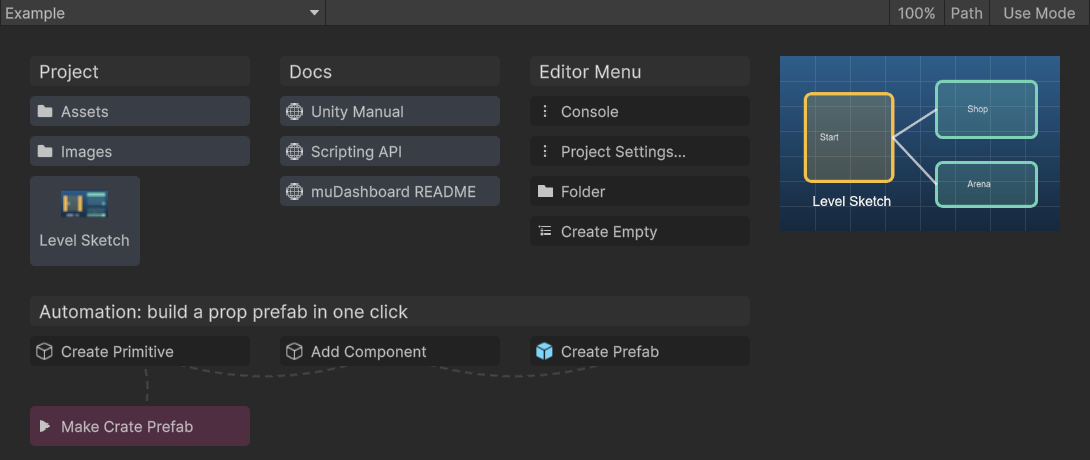 Example
100%
Path
Use Mode
Project
Assets
Images
Level Sketch
Docs
Unity Manual
Scripting API
muDashboard README
Editor Menu
Console
Project Settings...
Folder
Create Empty
Start
Shop
Arena
Level Sketch
Automation: build a prop prefab in one click
Create Primitive
Add Component
Create Prefab
Make Crate Prefab